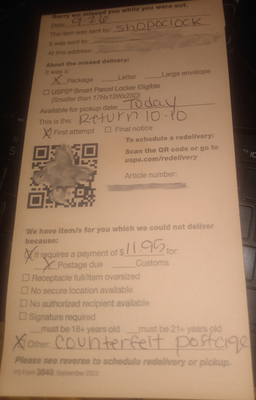 Sorry we missed you while you were out.
Date: 9-26
The item was sent by: shopoclock
It was sent to:
At this address:
About the missed delivery:
It was a:
X Package Letter Large envelope
USPS Smart Parcel Locker Eligible
(Smaller than
Available for pickup date: Today
This is the: Return 10-10
X First attempt Final notice
To schedule a redelivery:
Scan the QR code or go to
usps.com/redelivery
Article number:
We have item/s for you which we could not deliver
because:
X It requires a payment of $ 11.95 for:
X Postage due Customs
Receptacle full/item oversized
No secure location available
No authorized recipient available
Signature required
must be 18+ years old must be 21+ years old
X Other: counterfeit postage
Please see reverse to schedule redelivery or pickup.
PS Form 3849 September 2022